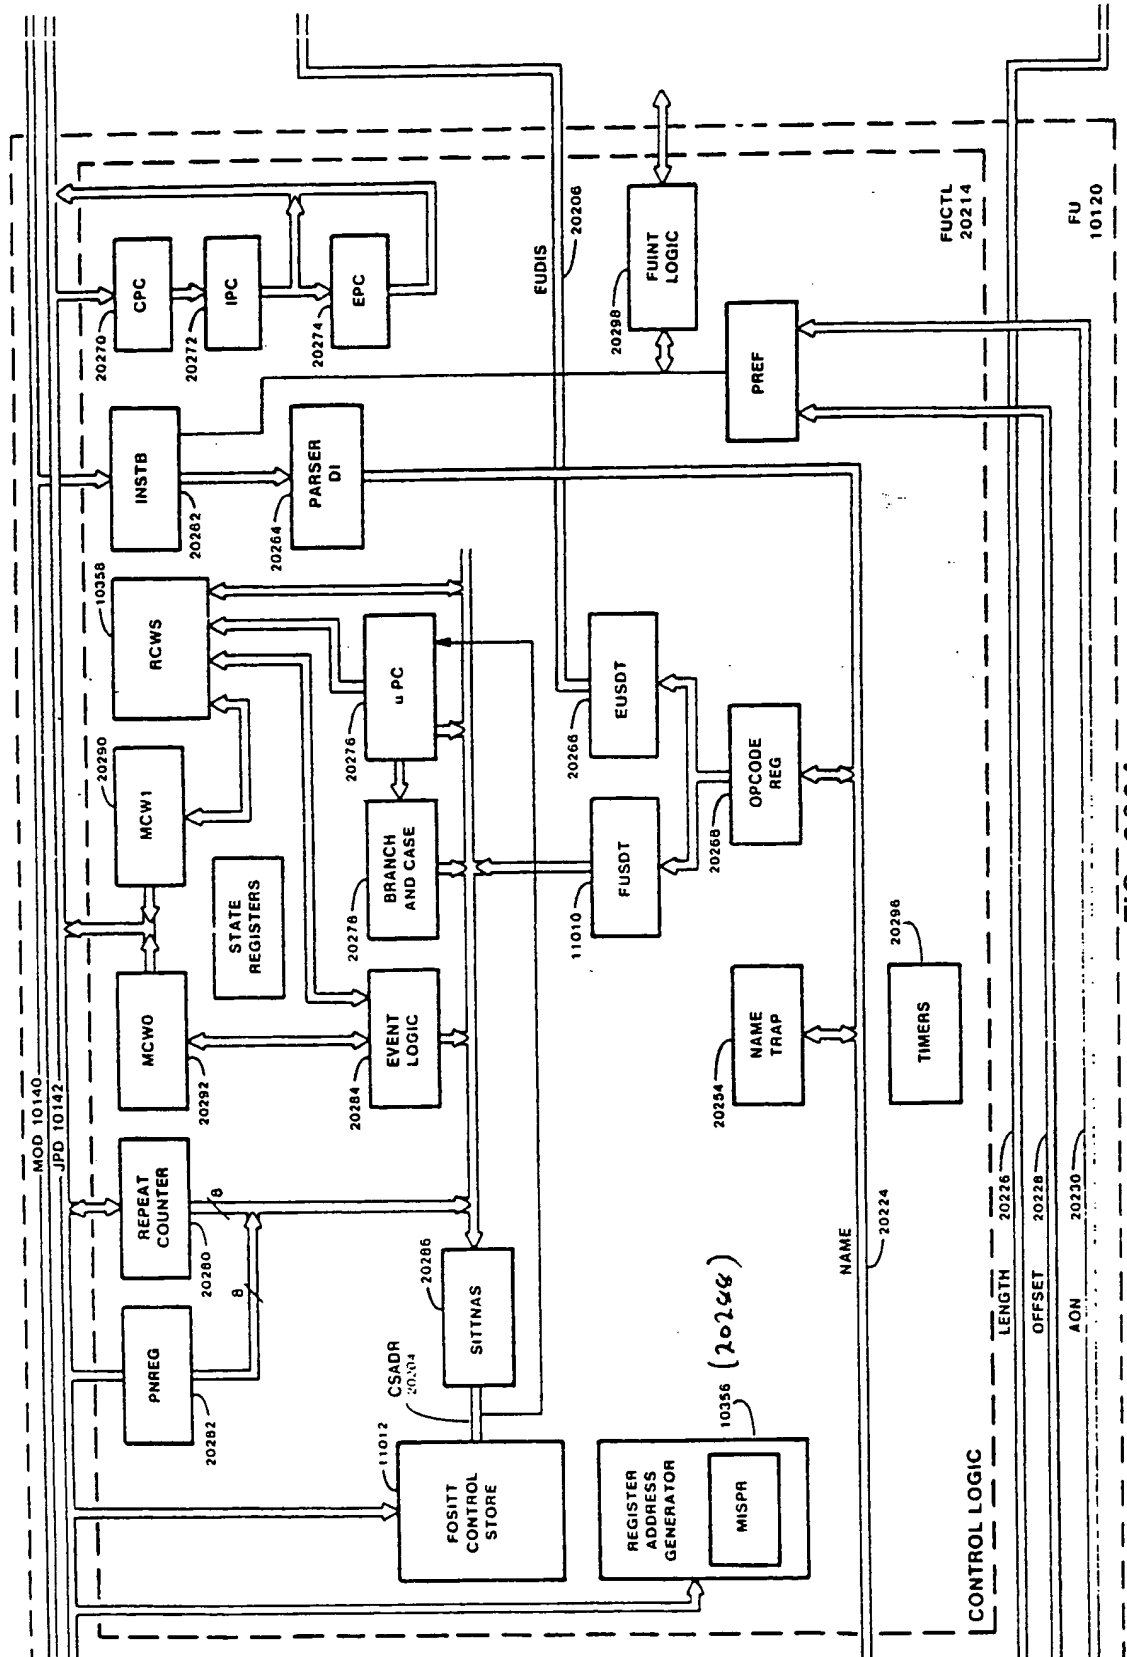 MOD 10140
JPD 10142
PNREG
20282
REPEAT
COUNTER
20280
8
8
MCW0
20292
MCW1
20290
STATE
REGISTERS
RCWS
10358
INSTB
20262
PARSER
DI
20264
CPC
20270
IPC
20272
EPC
20274
FOSITT
CONTROL
STORE
11012
CSADR
20204
SITTNAS
20286
EVENT
LOGIC
20284
BRANCH
AND CASE
20278
u PC
20276
FUSDT
11010
EUSDT
20266
OPCODE
REG
20268
EUDIS
20206
FUINT
LOGIC
20298
PREF
REGISTER
ADDRESS
GENERATOR
MISPR
10356
(20288)
NAME
TRAP
20254
TIMERS
20296
NAME
20224
CONTROL LOGIC
FUCTL
20214
FU
10120
LENGTH
20226
OFFSET
20228
AON
20230